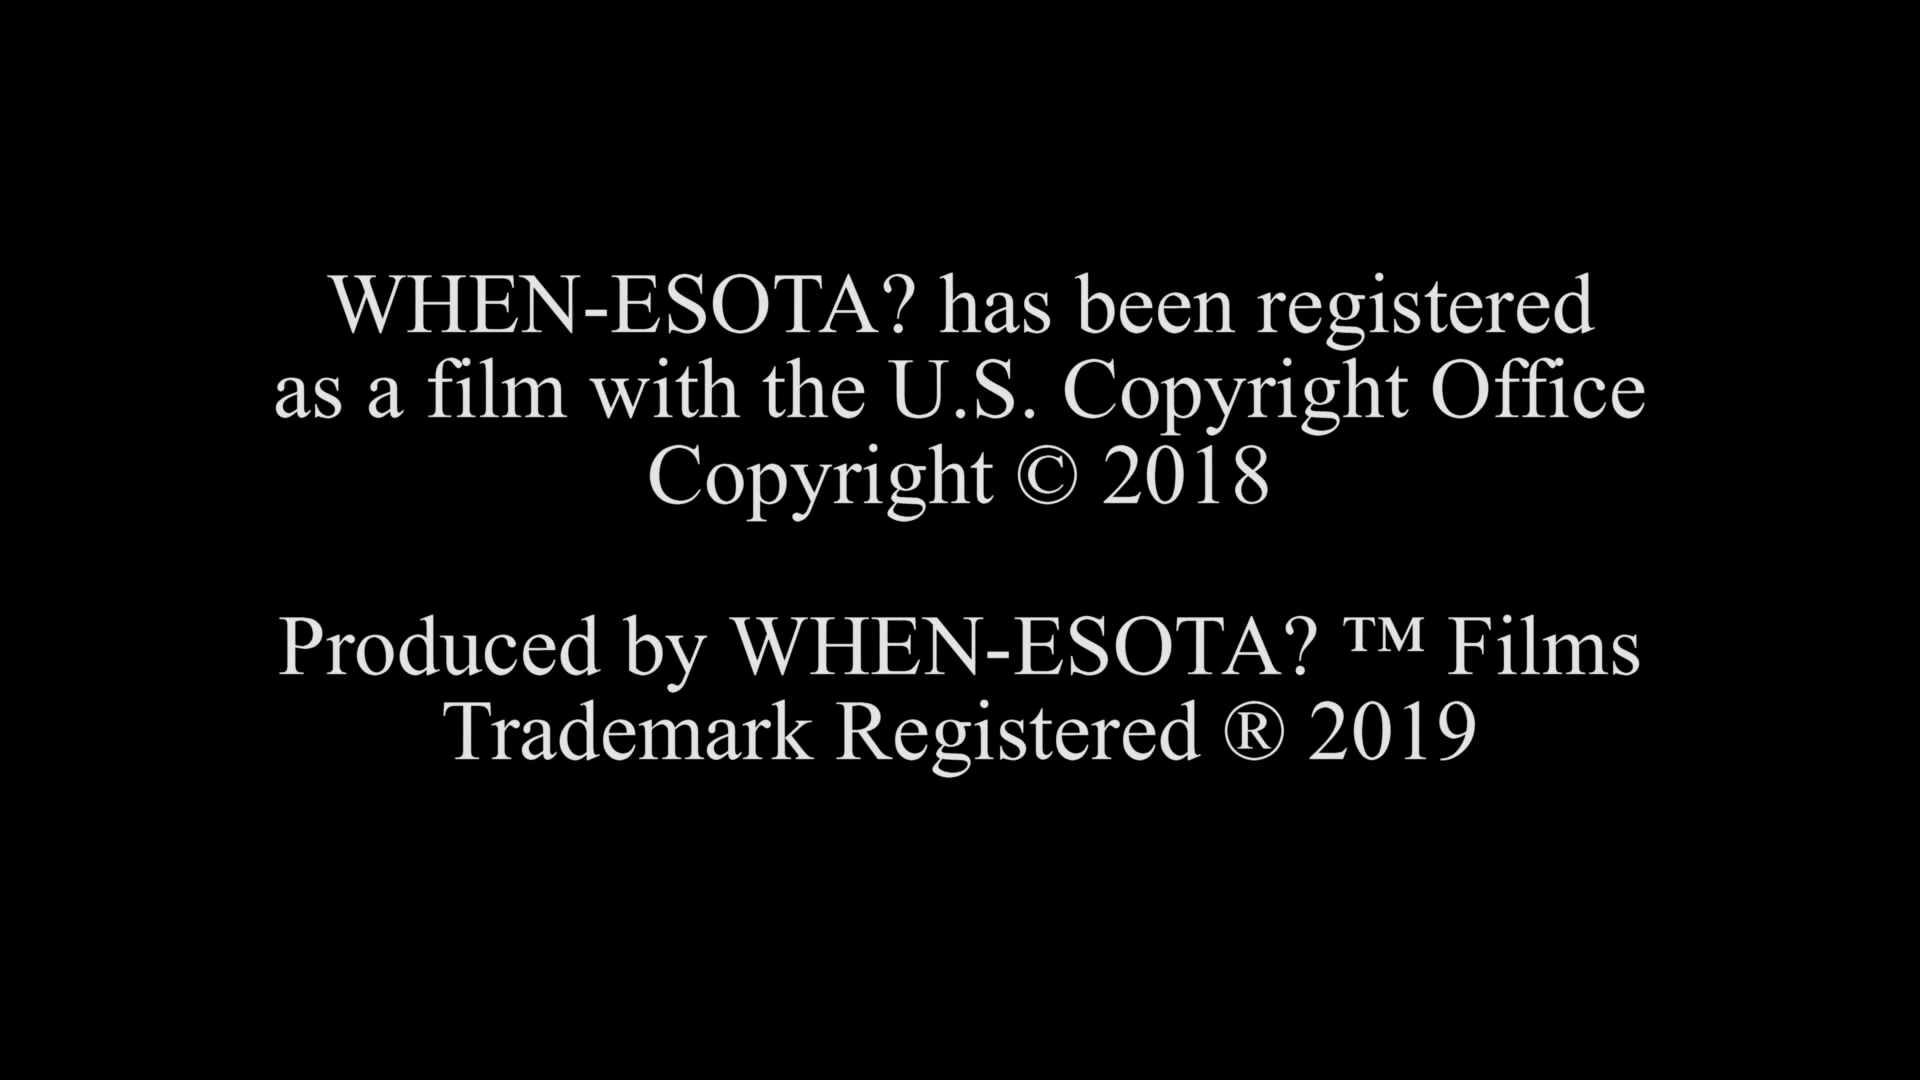 WHEN-ESOTA? has been registered
as a film with the U.S. Copyright Office
Copyright © 2018
Produced by WHEN-ESOTA? ™ Films
Trademark Registered ® 2019